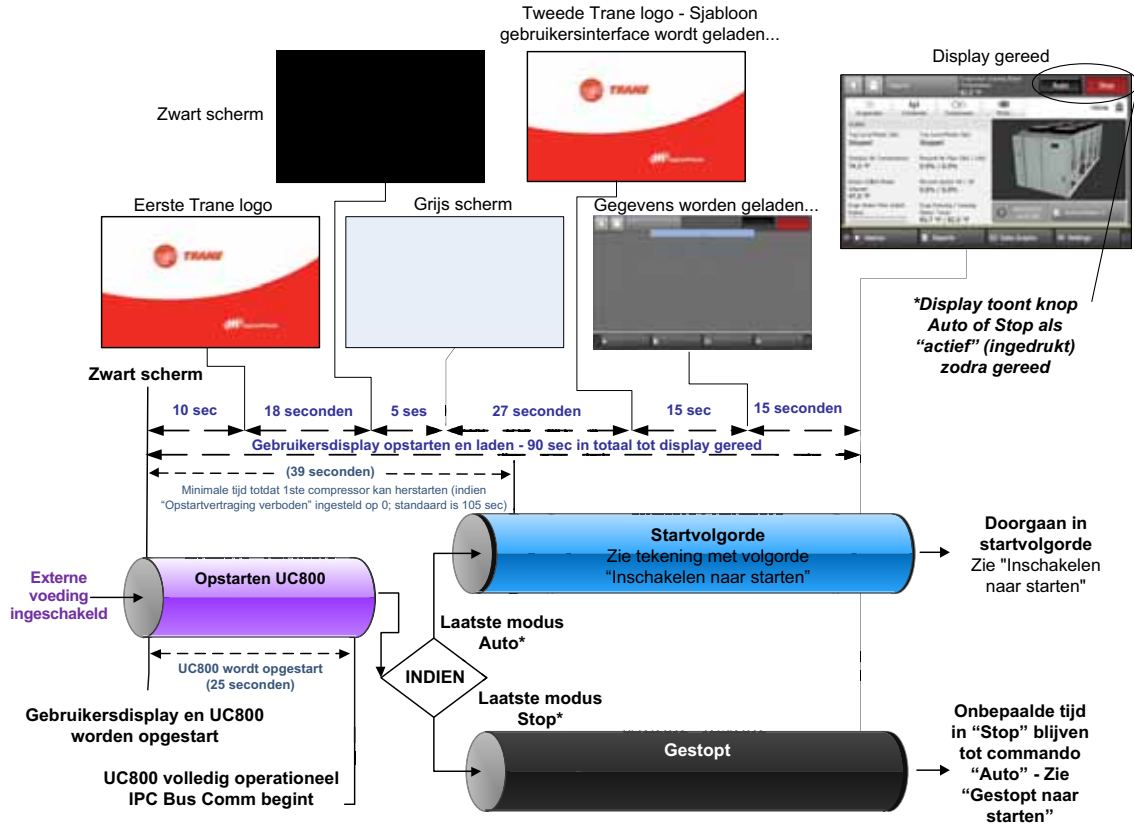 Tweede Trane logo - Sjabloon
gebruikersinterface wordt geladen...
Display gereed
Zwart scherm
TRANE
Auto
Stop
Eerste Trane logo
Grijs scherm
Gegevens worden geladen...
TRANE
*Display toont knop
Auto of Stop als
“actief” (ingedrukt)
zodra gereed
Zwart scherm
10 sec
18 seconden
5 ses
27 seconden
15 sec
15 seconden
Gebruikersdisplay opstarten en laden - 90 sec in totaal tot display gereed
(39 seconden)
Minimale tijd totdat 1ste compressor kan herstarten (indien
“Opstartvertraging verboden” ingesteld op 0; standaard is 105 sec)
Startvolgorde
Zie tekening met volgorde
“Inschakelen naar starten”
Doorgaan in
startvolgorde
Zie "Inschakelen
naar starten"
Opstarten UC800
Externe
voeding
ingeschakeld
Laatste modus
Auto*
INDIEN
UC800 wordt opgestart
(25 seconden)
Laatste modus
Stop*
Gebruikersdisplay en UC800
worden opgestart
Gestopt
Onbepaalde tijd
in “Stop” blijven
tot commando
“Auto” - Zie
“Gestopt naar
starten”
UC800 volledig operationeel
IPC Bus Comm begint